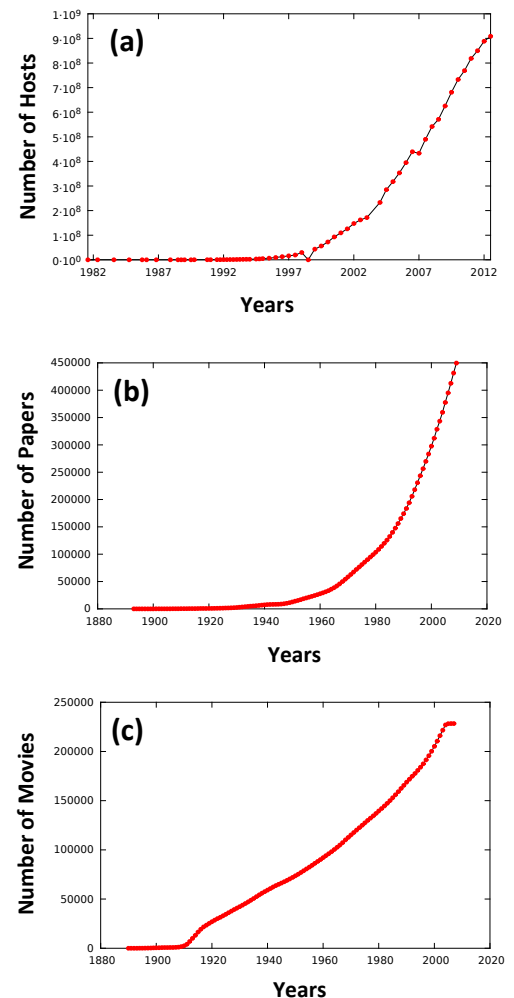 (a)
Number of Hosts
1·10⁹
9·10⁸
8·10⁸
7·10⁸
6·10⁸
5·10⁸
4·10⁸
3·10⁸
2·10⁸
1·10⁸
0·10⁰
1982 1987 1992 1997 2002 2007 2012
Years
(b)
Number of Papers
450000
400000
350000
300000
250000
200000
150000
100000
50000
0
1880 1900 1920 1940 1960 1980 2000 2020
Years
(c)
Number of Movies
250000
200000
150000
100000
50000
0
1880 1900 1920 1940 1960 1980 2000 2020
Years